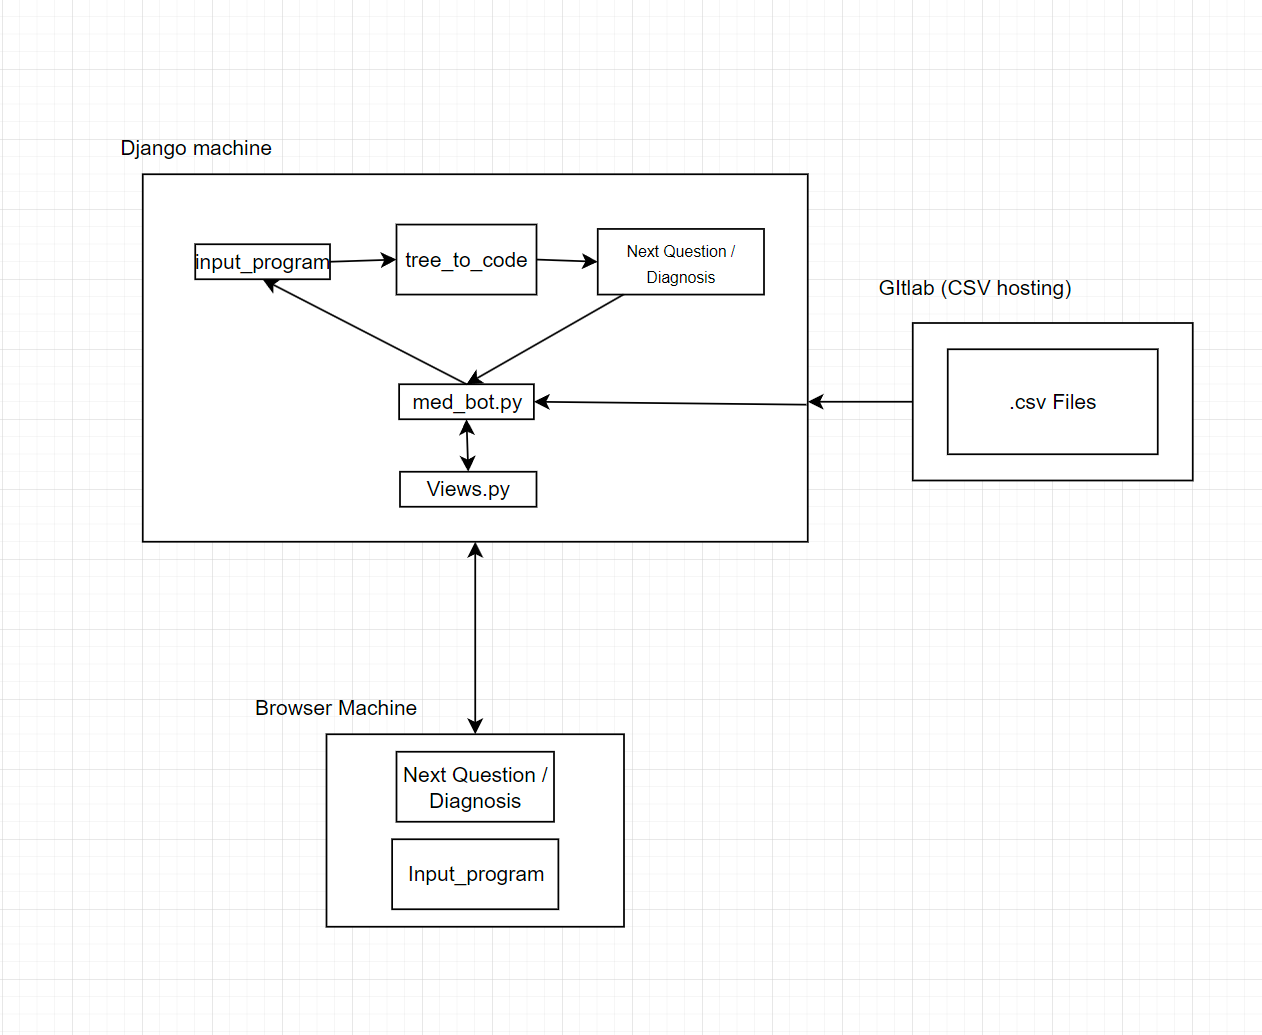 Django machine
input_program
tree_to_code
Next Question /
Diagnosis
GItlab (CSV hosting)
med_bot.py
.csv Files
Views.py
Browser Machine
Next Question /
Diagnosis
Input_program